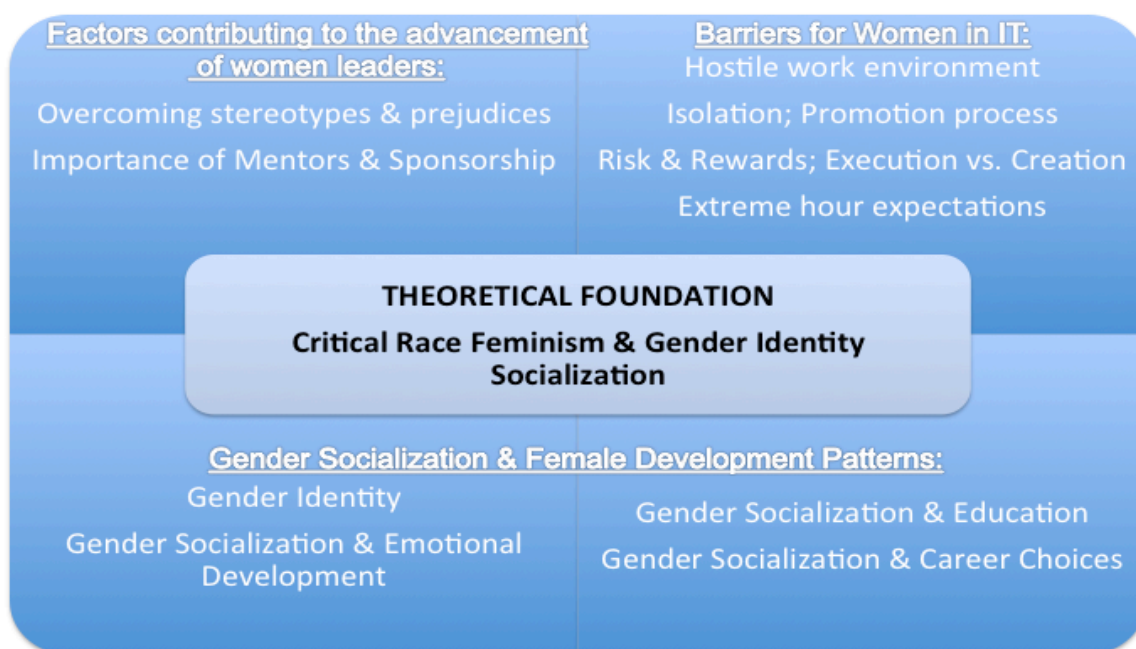 Factors contributing to the advancement
of women leaders:
Overcoming stereotypes & prejudices
Importance of Mentors & Sponsorship
Barriers for Women in IT:
Hostile work environment
Isolation; Promotion process
Risk & Rewards; Execution vs. Creation
Extreme hour expectations
THEORETICAL FOUNDATION
Critical Race Feminism & Gender Identity
Socialization
Gender Socialization & Female Development Patterns:
Gender Identity
Gender Socialization & Emotional
Development
Gender Socialization & Education
Gender Socialization & Career Choices